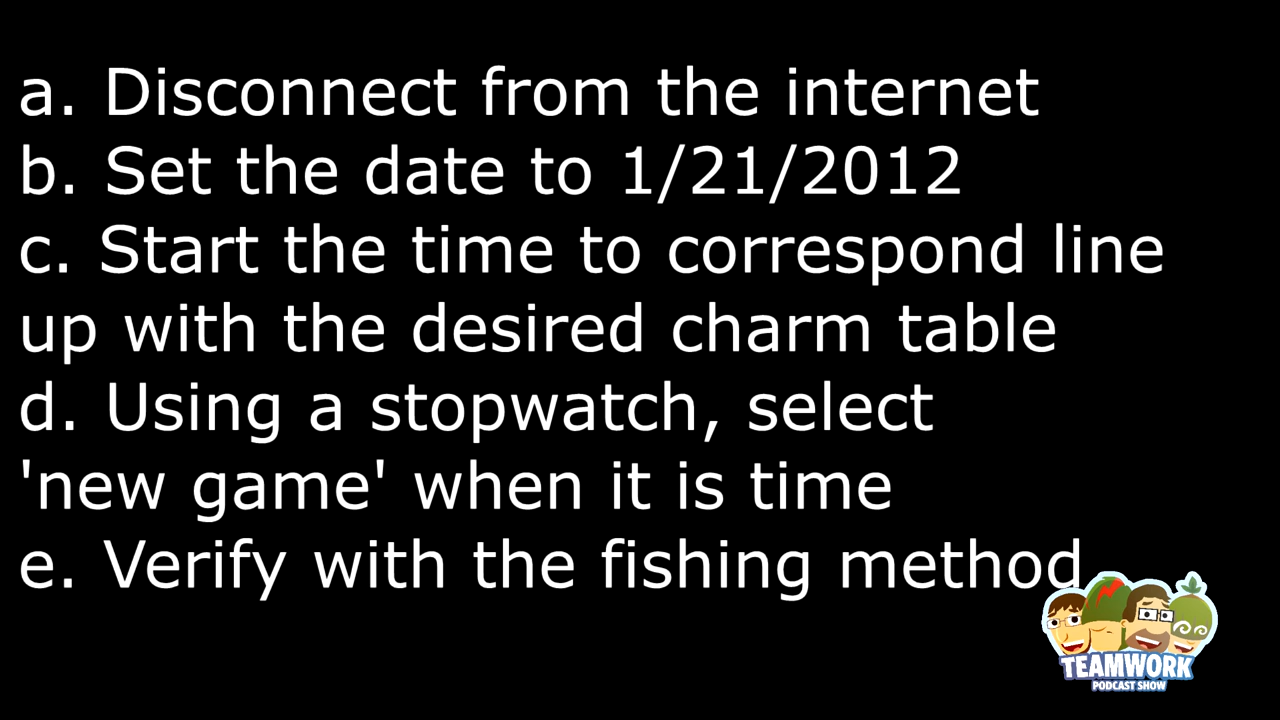 a. Disconnect from the internet
b. Set the date to 1/21/2012
c. Start the time to correspond line
up with the desired charm table
d. Using a stopwatch, select
'new game' when it is time
e. Verify with the fishing method
TEAMWORK
PODCAST SHOW